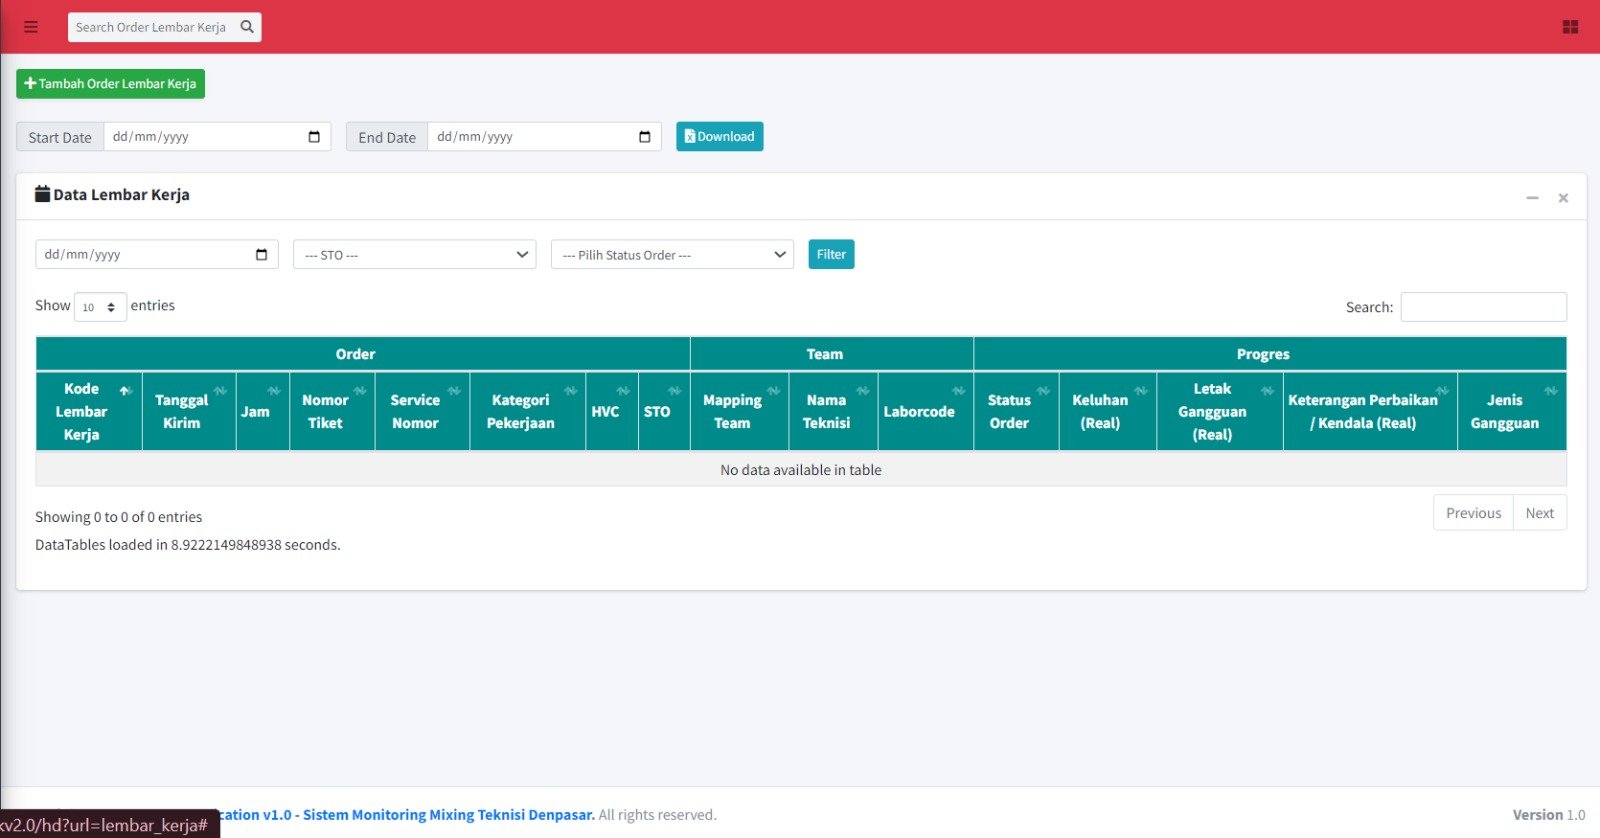 Search Order Lembar Kerja
Tambah Order Lembar Kerja
Start Date dd/mm/yyyy End Date dd/mm/yyyy Download
Data Lembar Kerja
dd/mm/yyyy --- STO --- --- Pilih Status Order --- Filter
Show 10 entries Search:
Order Team Progres
Kode Lembar Kerja Tanggal Kirim Jam Nomor Tiket Service Nomor Kategori Pekerjaan HVC STO Mapping Team Nama Teknisi Laborcode Status Order Keluhan (Real) Letak Gangguan (Real) Keterangan Perbaikan / Kendala (Real) Jenis Gangguan
No data available in table
Showing 0 to 0 of 0 entries Previous Next
DataTables loaded in 8.9222149848938 seconds.
cation v1.0 - Sistem Monitoring Mixing Teknisi Denpasar. All rights reserved. Version 1.0
kv2.0/hd?url=lembar_kerja#